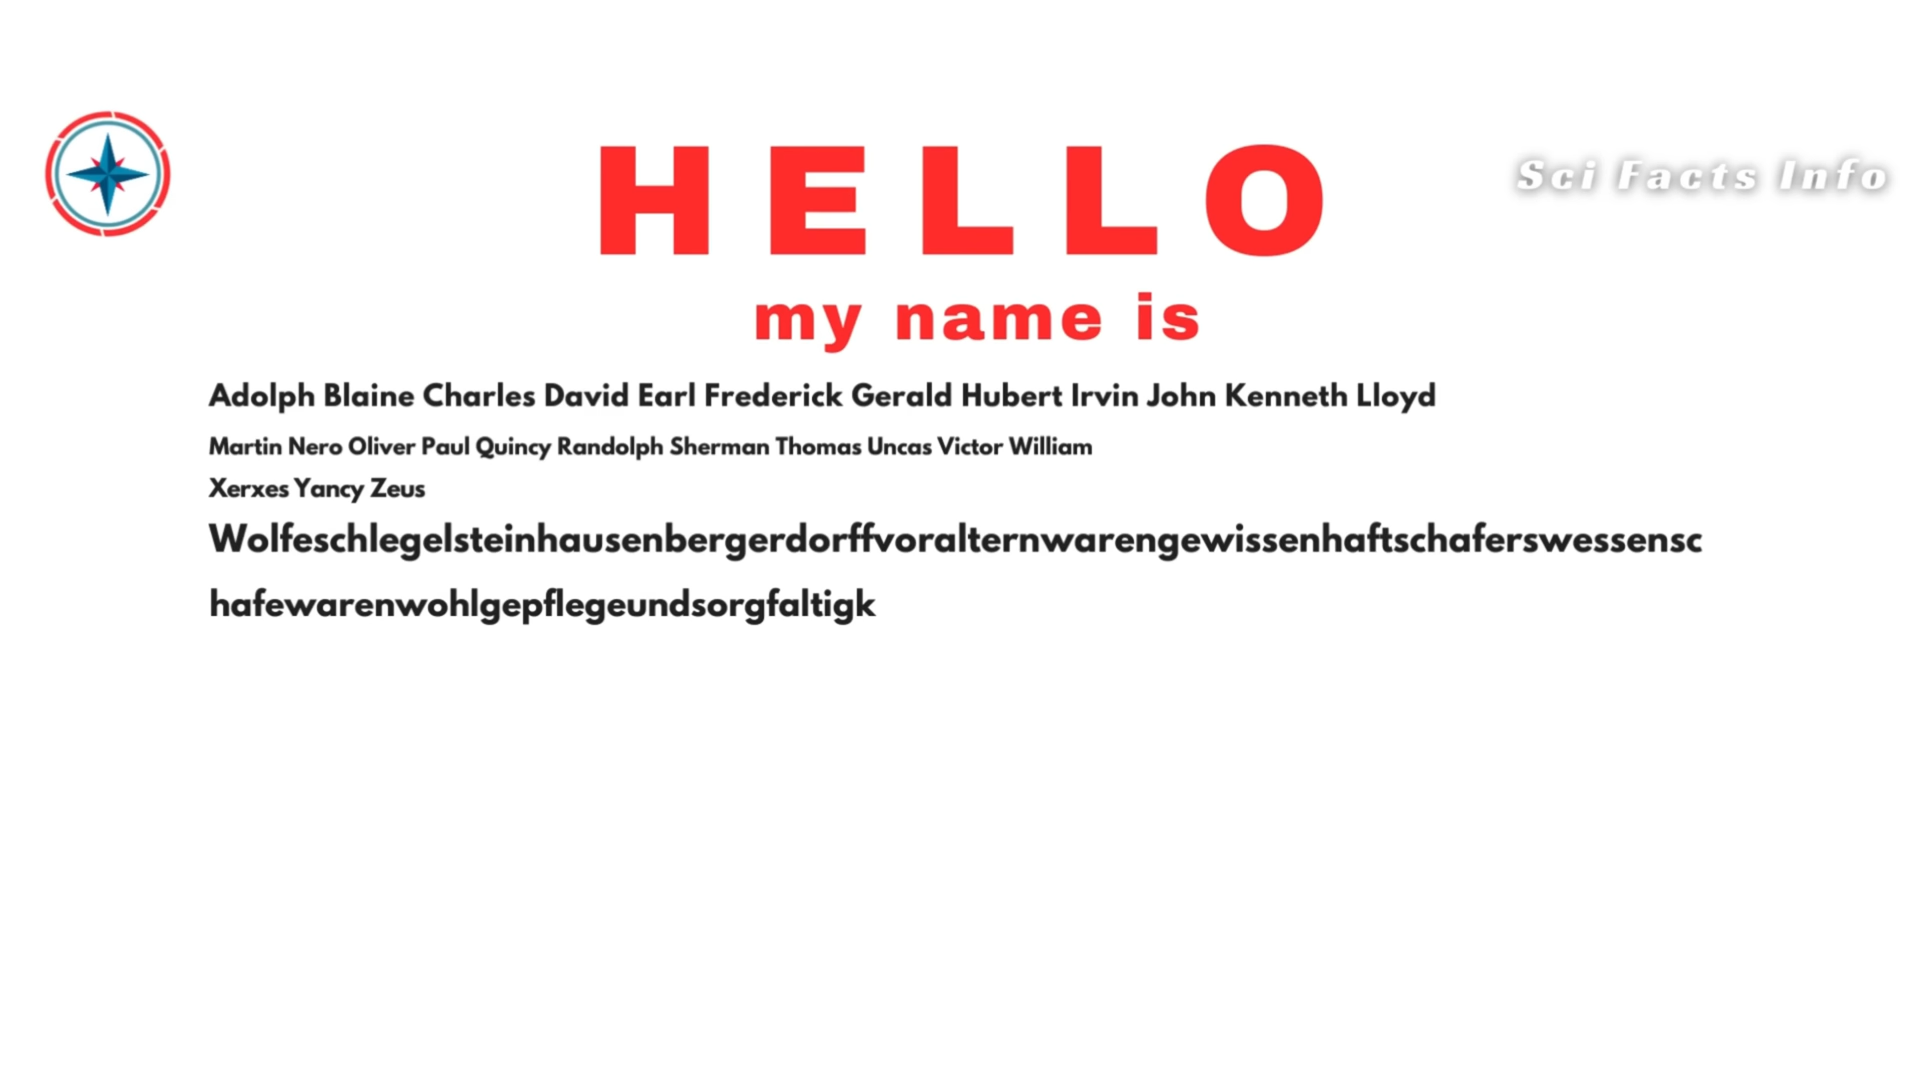 HELLO
Sci Facts Info
my name is
Adolph Blaine Charles David Earl Frederick Gerald Hubert Irvin John Kenneth Lloyd
Martin Nero Oliver Paul Quincy Randolph Sherman Thomas Uncas Victor William
Xerxes Yancy Zeus
Wolfeschlegelsteinhausenbergerdorffvoralternwarengewissenhaftschaferswessensc
hafewarenwohlgepflegeundsorgfaltigk